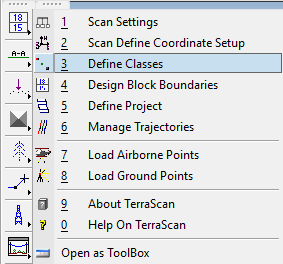 18
15
A-A
1 Scan Settings
2 Scan Define Coordinate Setup
3 Define Classes
4 Design Block Boundaries
5 Define Project
6 Manage Trajectories
7 Load Airborne Points
8 Load Ground Points
9 About TerraScan
0 Help On TerraScan
Open as ToolBox